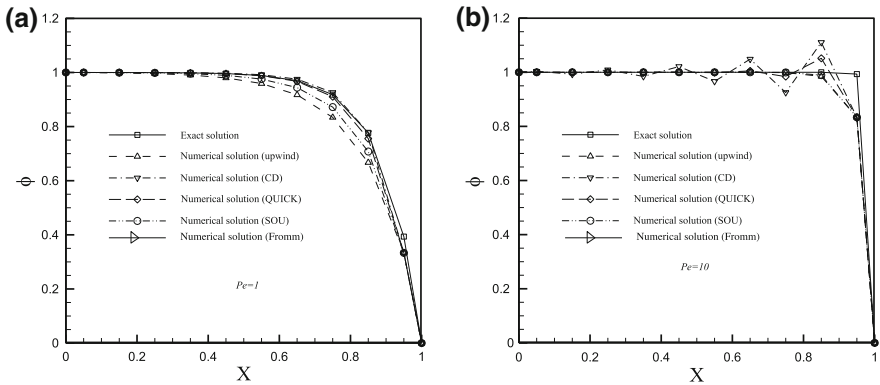 (a)
1.2
1
0.8
0.6
0.4
0.2
0
ϕ
Exact solution
Numerical solution (upwind)
Numerical solution (CD)
Numerical solution (QUICK)
Numerical solution (SOU)
Numerical solution (Fromm)
Pe=1
0 0.2 0.4 0.6 0.8 1
X
(b)
1.2
1
0.8
0.6
0.4
0.2
0
ϕ
Exact solution
Numerical solution (upwind)
Numerical solution (CD)
Numerical solution (QUICK)
Numerical solution (SOU)
Numerical solution (Fromm)
Pe=10
0 0.2 0.4 0.6 0.8 1
X